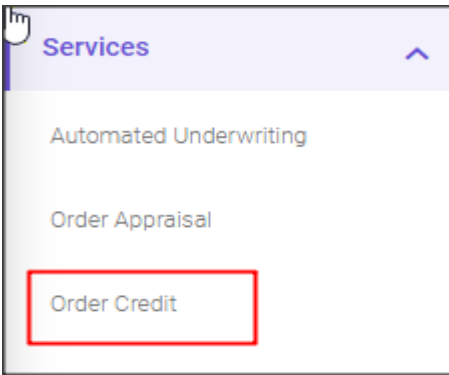 Services
Automated Underwriting
Order Appraisal
Order Credit